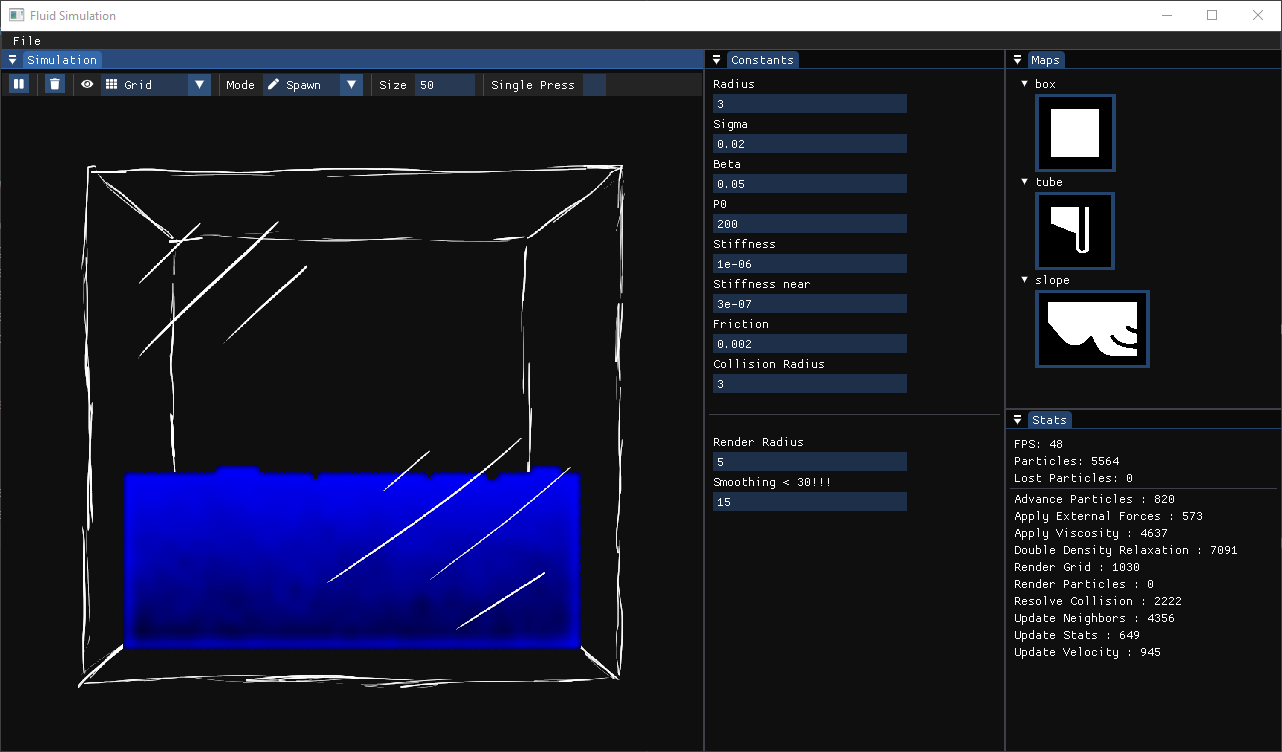 Fluid Simulation
File
Simulation
Grid Mode Spawn Size 50 Single Press
Constants
Radius
3
Sigma
0.02
Beta
0.05
P0
200
Stiffness
1e-06
Stiffness near
3e-07
Friction
0.002
Collision Radius
3
Render Radius
5
Smoothing < 30!!!
15
Maps
box
tube
slope
Stats
FPS: 48
Particles: 5564
Lost Particles: 0
Advance Particles : 820
Apply External Forces : 573
Apply Viscosity : 4637
Double Density Relaxation : 7091
Render Grid : 1030
Render Particles : 0
Resolve Collision : 2222
Update Neighbors : 4356
Update Stats : 649
Update Velocity : 945